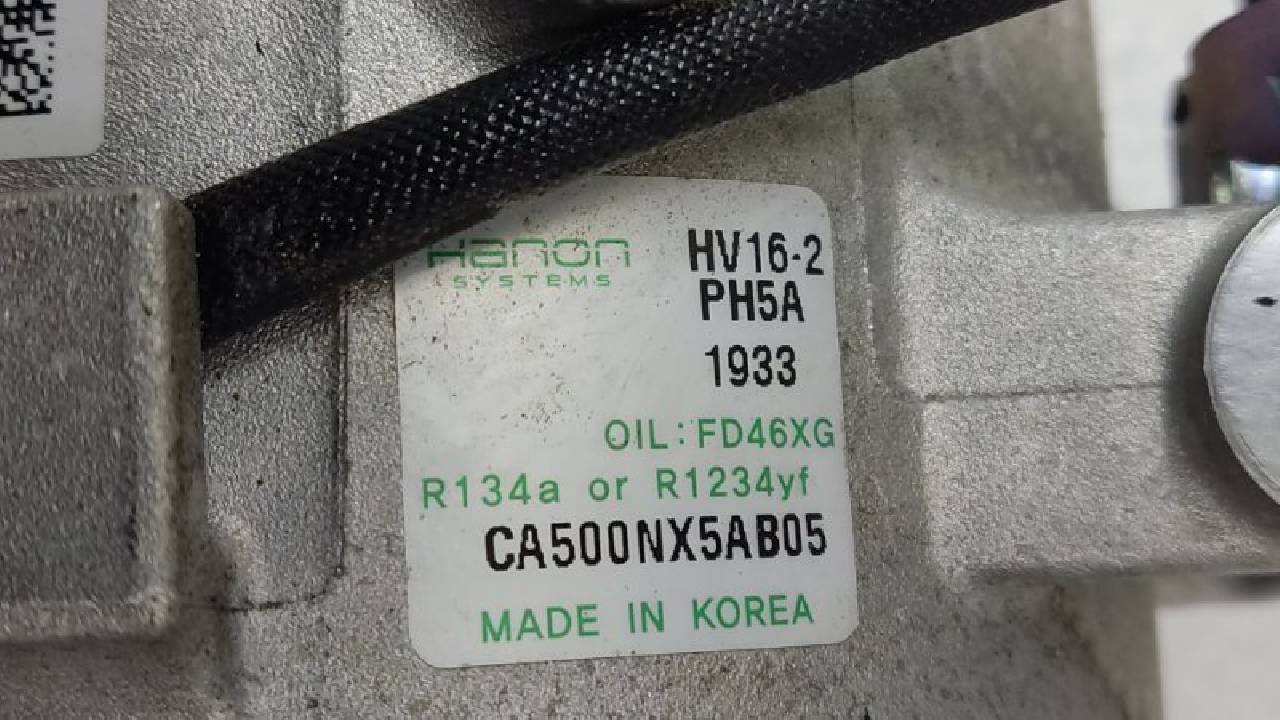 Hanon
SYSTEMS
HV16-2
PH5A
1933
OIL:FD46XG
R134a or R1234yf
CA500NX5AB05
MADE IN KOREA